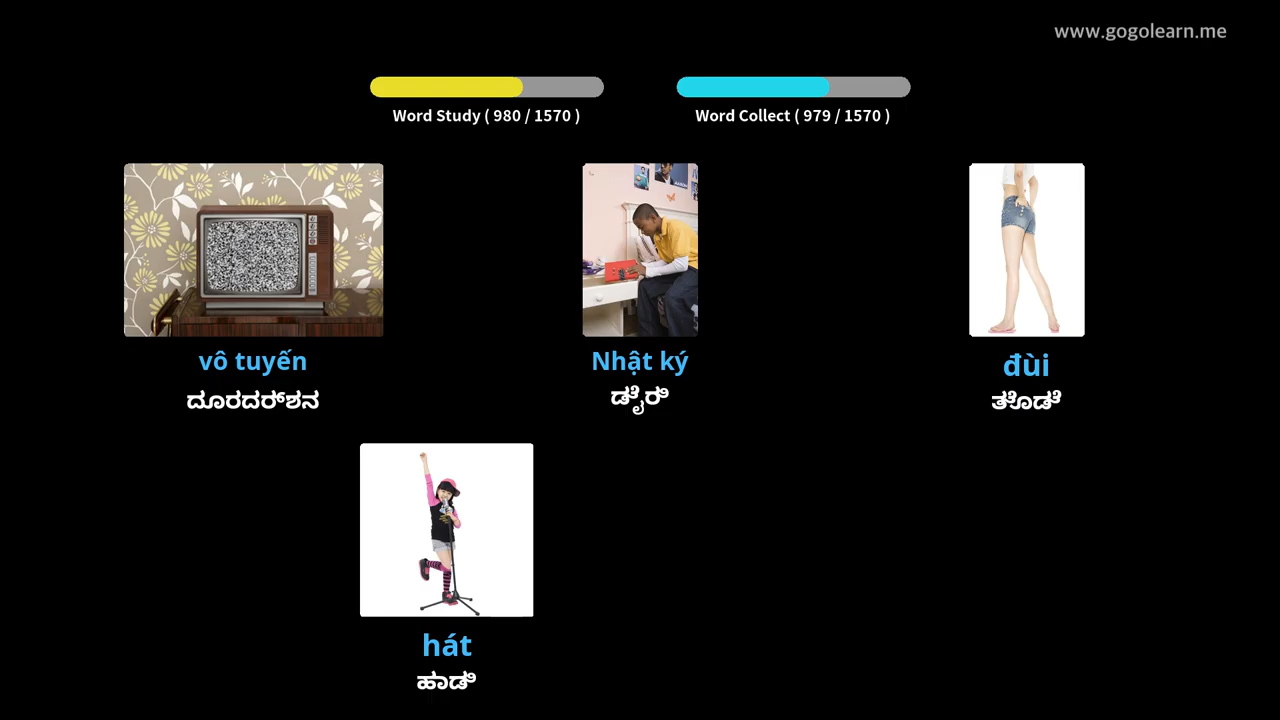 www.gogolearn.me
Word Study ( 980 / 1570 )
Word Collect ( 979 / 1570 )
vô tuyến
ದೂರದರ್ಶನ
Nhật ký
ಡೈರಿ
đùi
ತೊಡೆ
hát
ಹಾಡಿ